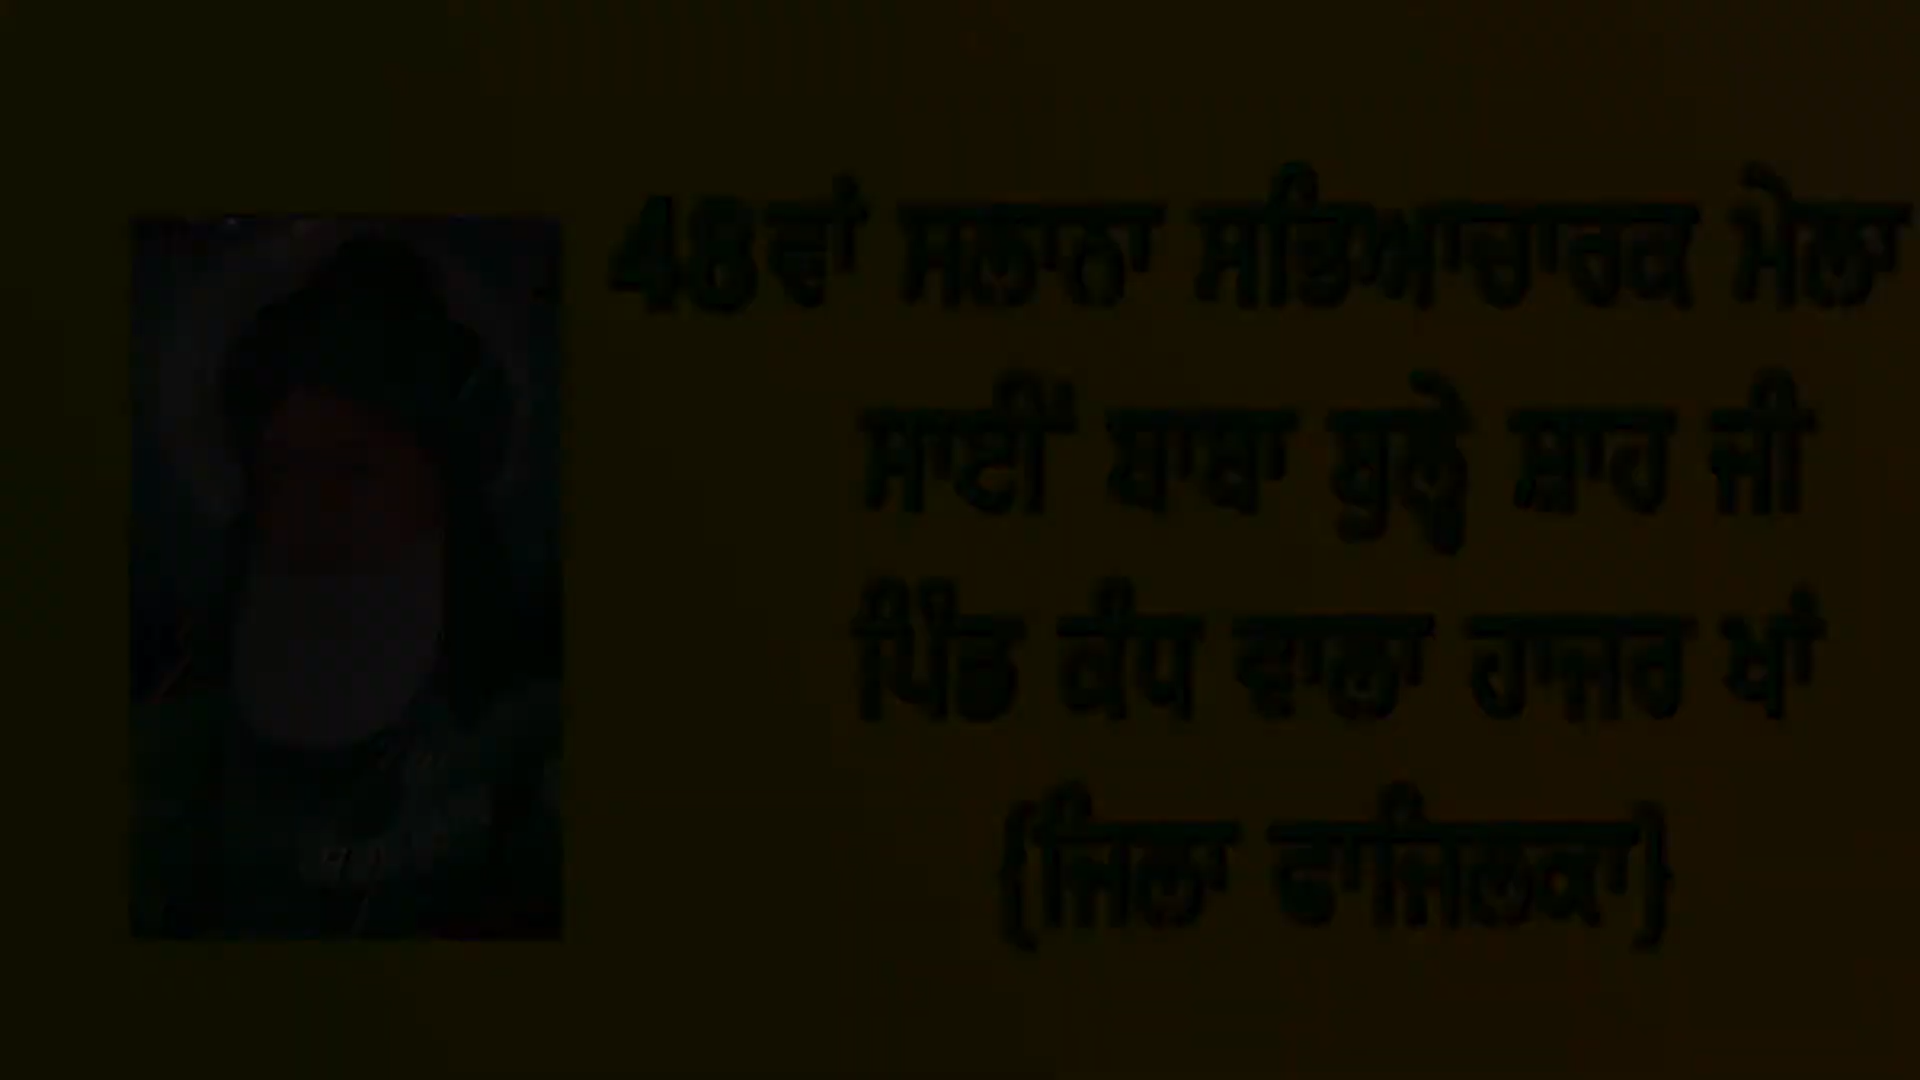 48ਵਾਂ ਸਲਾਨਾ ਸਭਿਆਚਾਰਕ ਮੇਲਾ
ਸਾਈਂ ਬਾਬਾ ਬੁਲ੍ਹੇ ਸ਼ਾਹ ਜੀ
ਪਿੰਡ ਕੰਧ ਵਾਲਾ ਹਾਜ਼ਰ ਖਾਂ
{ਜਿਲਾ ਫਾਜ਼ਿਲਕਾ}